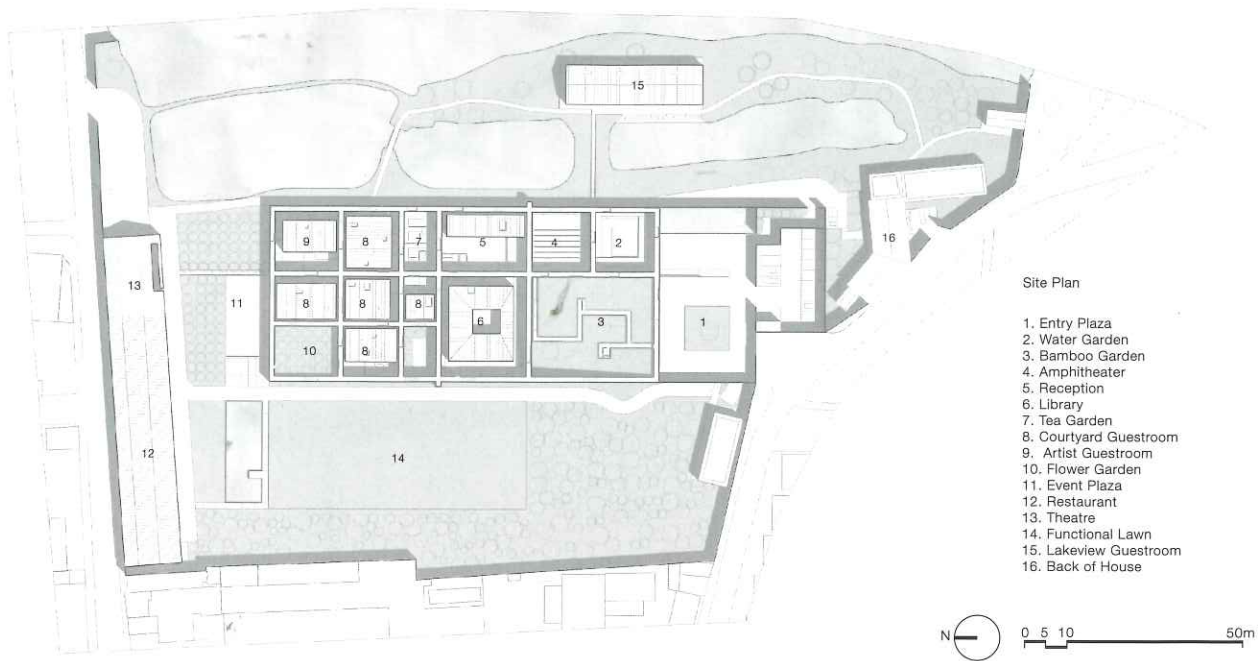 15
9
8
7
5
4
2
16
13
11
8
8
8
6
3
1
10
8
12
14
Site Plan
1. Entry Plaza
2. Water Garden
3. Bamboo Garden
4. Amphitheater
5. Reception
6. Library
7. Tea Garden
8. Courtyard Guestroom
9. Artist Guestroom
10. Flower Garden
11. Event Plaza
12. Restaurant
13. Theatre
14. Functional Lawn
15. Lakeview Guestroom
16. Back of House
N
0 5 10 50m